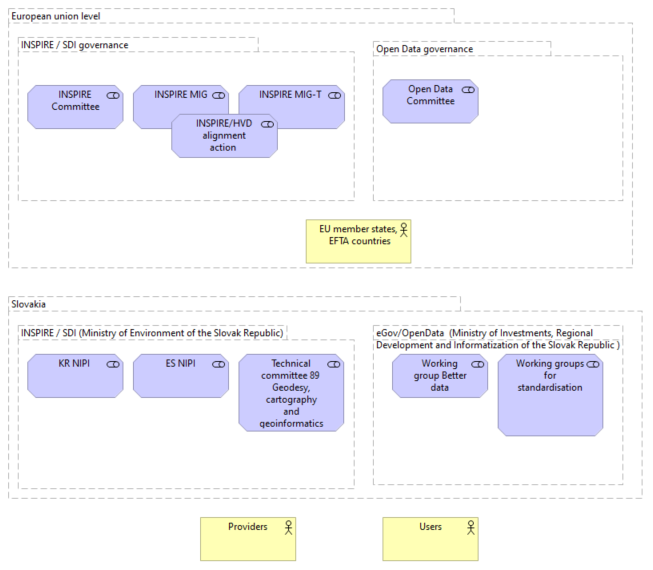 European union level
INSPIRE / SDI governance
Open Data governance
INSPIRE
Committee
INSPIRE MIG
INSPIRE MIG-T
INSPIRE/HVD
alignment
action
Open Data
Committee
EU member states,
EFTA countries
Slovakia
INSPIRE / SDI (Ministry of Environment of the Slovak Republic)
eGov/OpenData (Ministry of Investments, Regional
Development and Informatization of the Slovak Republic )
KR NIPI
ES NIPI
Technical
committee 89
Geodesy,
cartography
and
geoinformatics
Working
group Better
data
Working groups
for
standardisation
Providers
Users